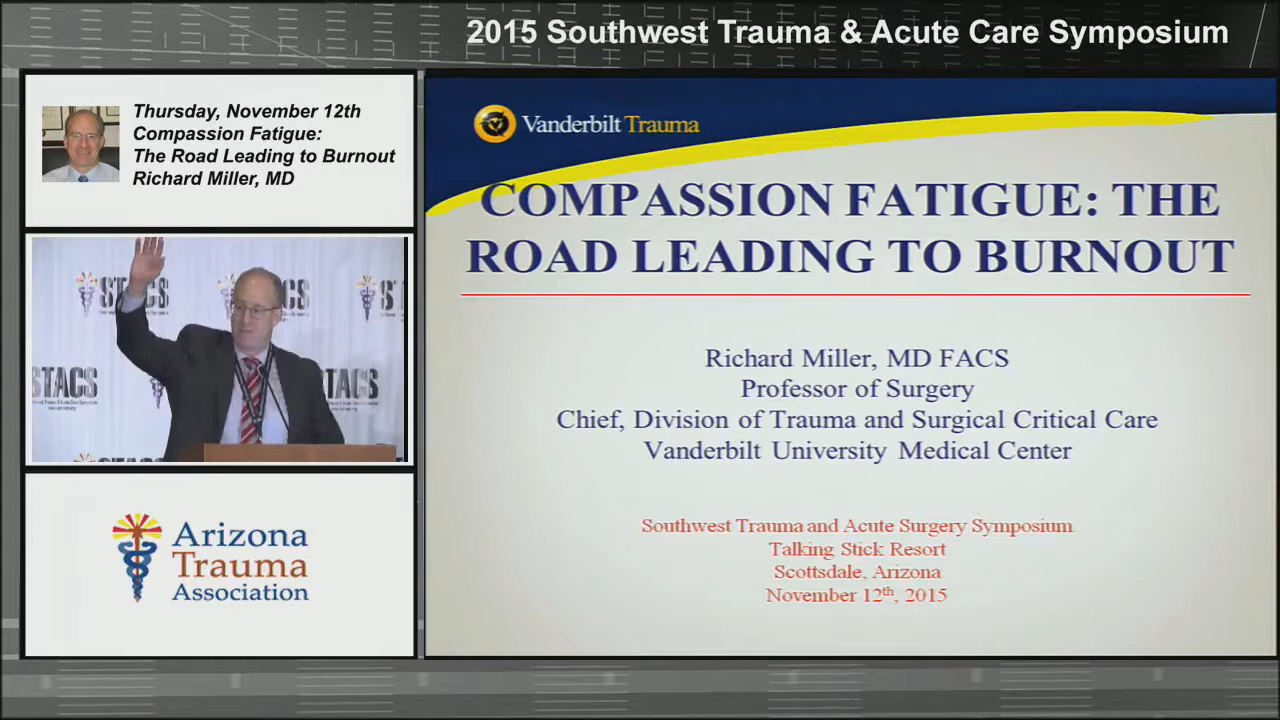 2015 Southwest Trauma & Acute Care Symposium
Thursday, November 12th
Compassion Fatigue:
The Road Leading to Burnout
Richard Miller, MD
STACS
STACS
STACS
STACS
Arizona
Trauma
Association
Vanderbilt Trauma
COMPASSION FATIGUE: THE
ROAD LEADING TO BURNOUT
Richard Miller, MD FACS
Professor of Surgery
Chief, Division of Trauma and Surgical Critical Care
Vanderbilt University Medical Center
Southwest Trauma and Acute Surgery Symposium
Talking Stick Resort
Scottsdale, Arizona
November 12th, 2015